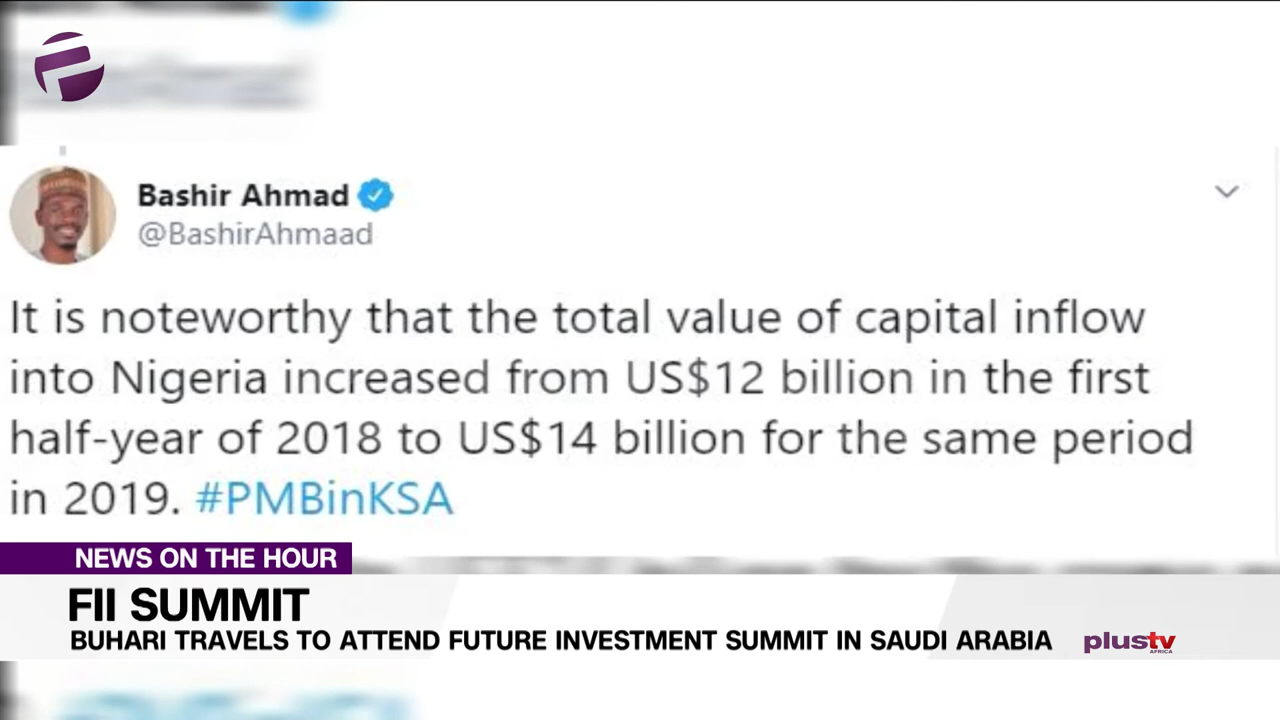 Bashir Ahmad
@BashirAhmaad
It is noteworthy that the total value of capital inflow
into Nigeria increased from US$12 billion in the first
half-year of 2018 to US$14 billion for the same period
in 2019. #PMBinKSA
NEWS ON THE HOUR
FII SUMMIT
BUHARI TRAVELS TO ATTEND FUTURE INVESTMENT SUMMIT IN SAUDI ARABIA
plustv
AFRICA